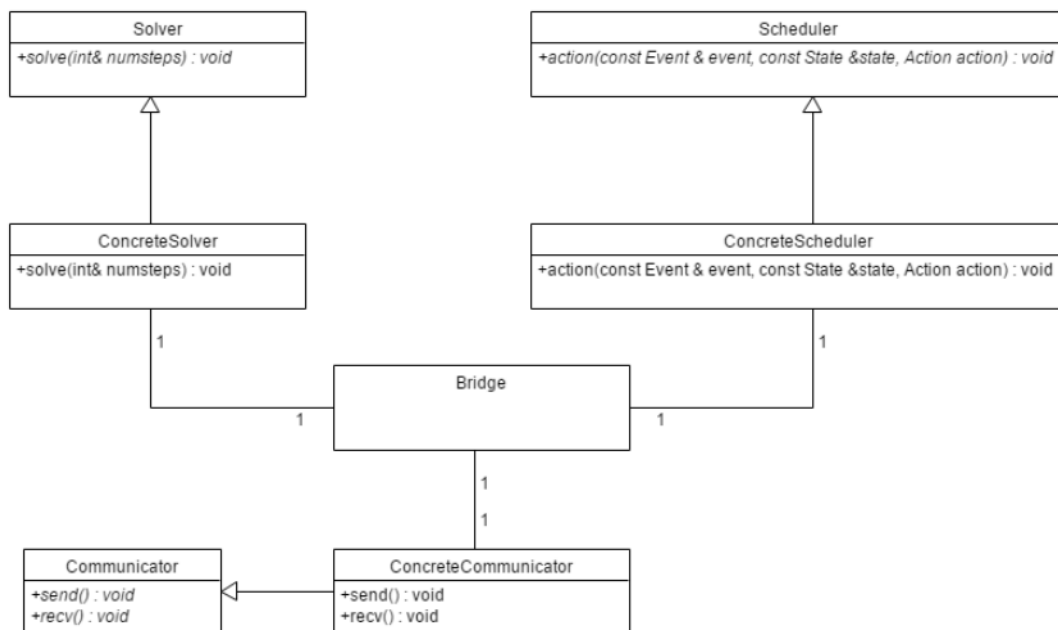 Solver
+solve(int& numsteps) : void
Scheduler
+action(const Event & event, const State &state, Action action) : void
ConcreteSolver
+solve(int& numsteps) : void
ConcreteScheduler
+action(const Event & event, const State &state, Action action) : void
1
1
Bridge
1
1
1
1
Communicator
+send() : void
+recv() : void
ConcreteCommunicator
+send() : void
+recv() : void